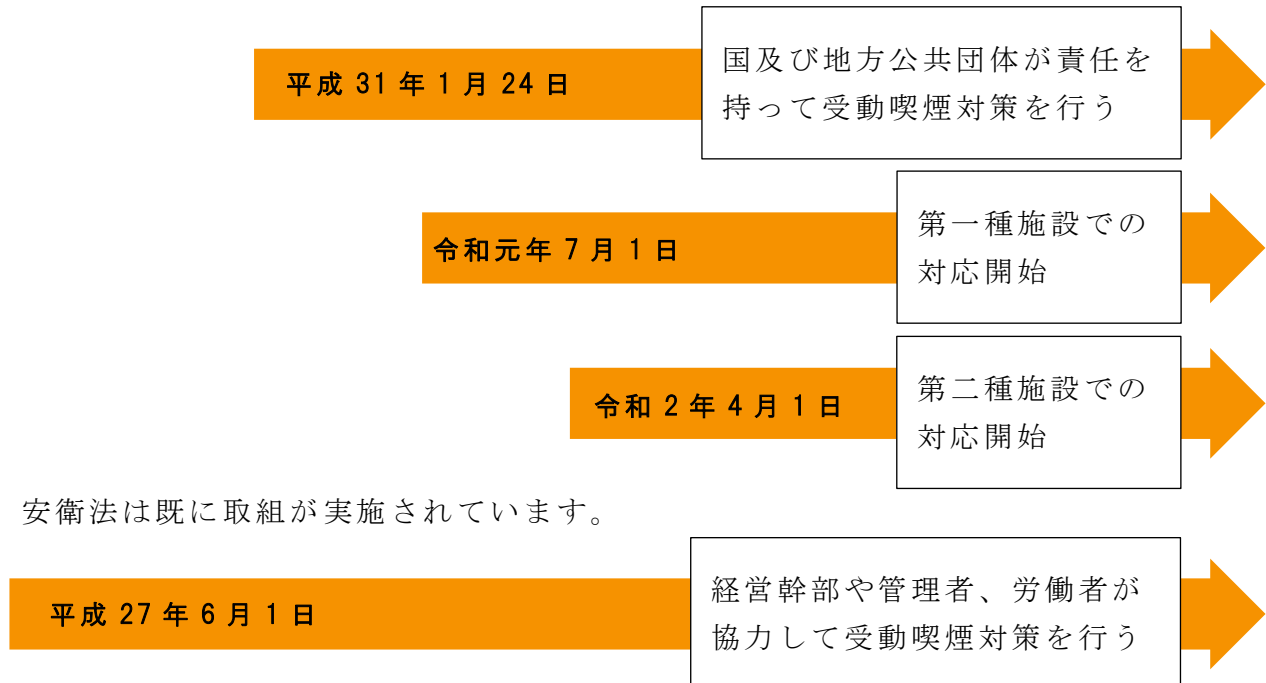 平成 31 年 1 月 24 日
国及び地方公共団体が責任を
持って受動喫煙対策を行う
令和元年 7 月 1 日
第一種施設での
対応開始
令和 2 年 4 月 1 日
第二種施設での
対応開始
安衛法は既に取組が実施されています。
平成 27 年 6 月 1 日
経営幹部や管理者、労働者が
協力して受動喫煙対策を行う